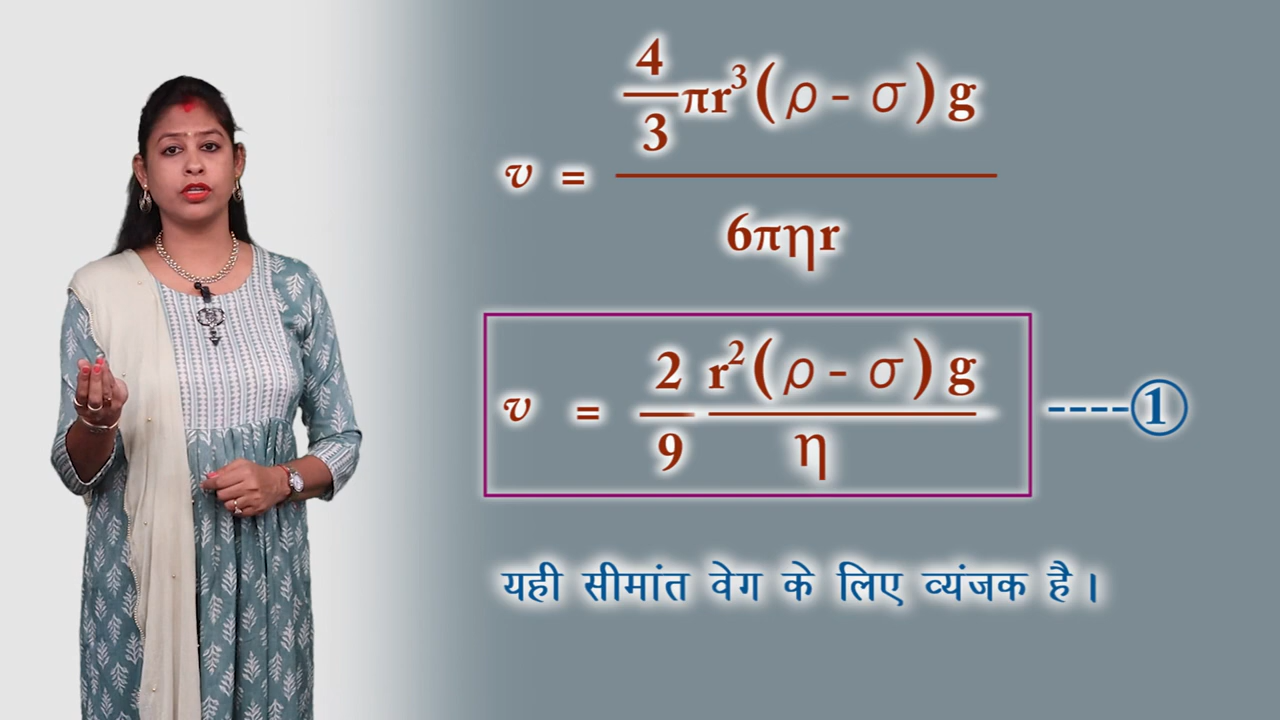 v = 4/3 πr³(ρ - σ)g / 6πηr
v = 2/9 r²(ρ - σ)g / η ----①
यही सीमांत वेग के लिए व्यंजक है।